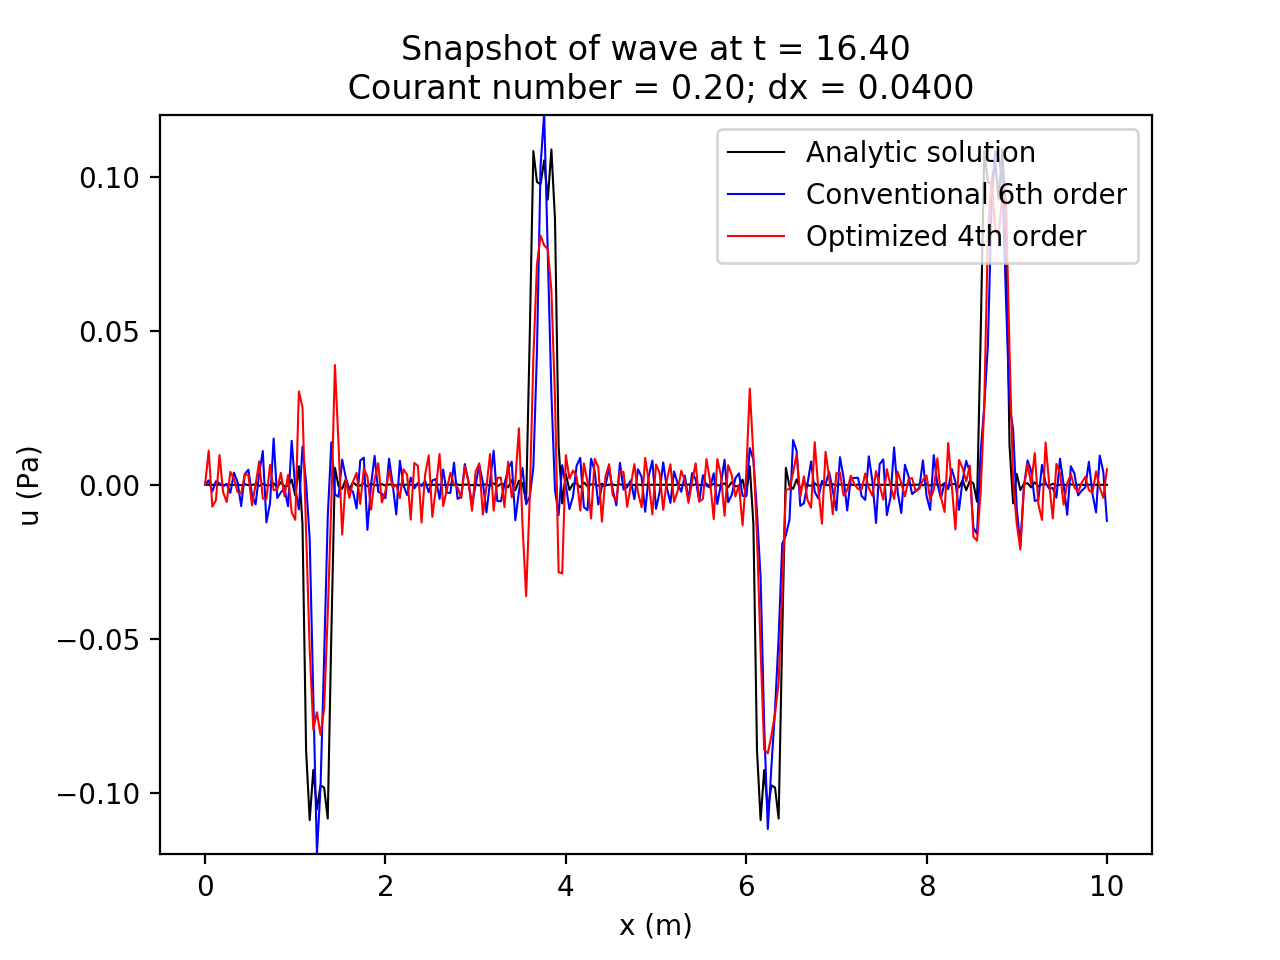 Snapshot of wave at t = 16.40
Courant number = 0.20; dx = 0.0400
Analytic solution
Conventional 6th order
Optimized 4th order
0.10
0.05
0.00
−0.05
−0.10
u (Pa)
0 2 4 6 8 10
x (m)